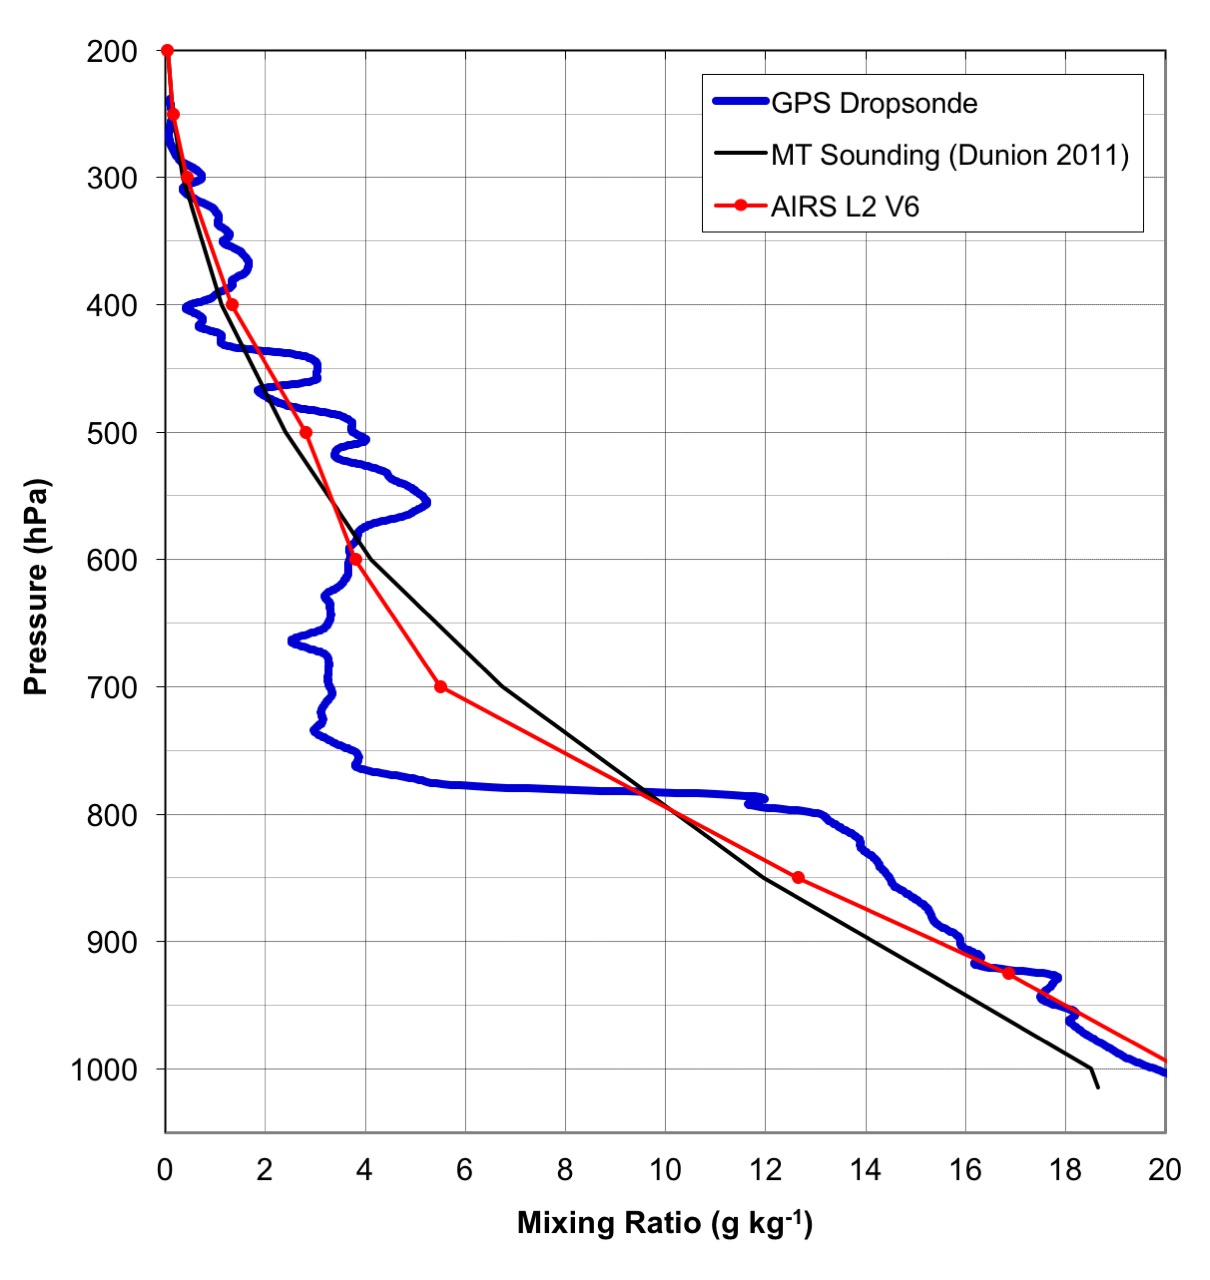 200
300
400
500
600
700
800
900
1000
Pressure (hPa)
GPS Dropsonde
MT Sounding (Dunion 2011)
AIRS L2 V6
0 2 4 6 8 10 12 14 16 18 20
Mixing Ratio (g kg⁻¹)